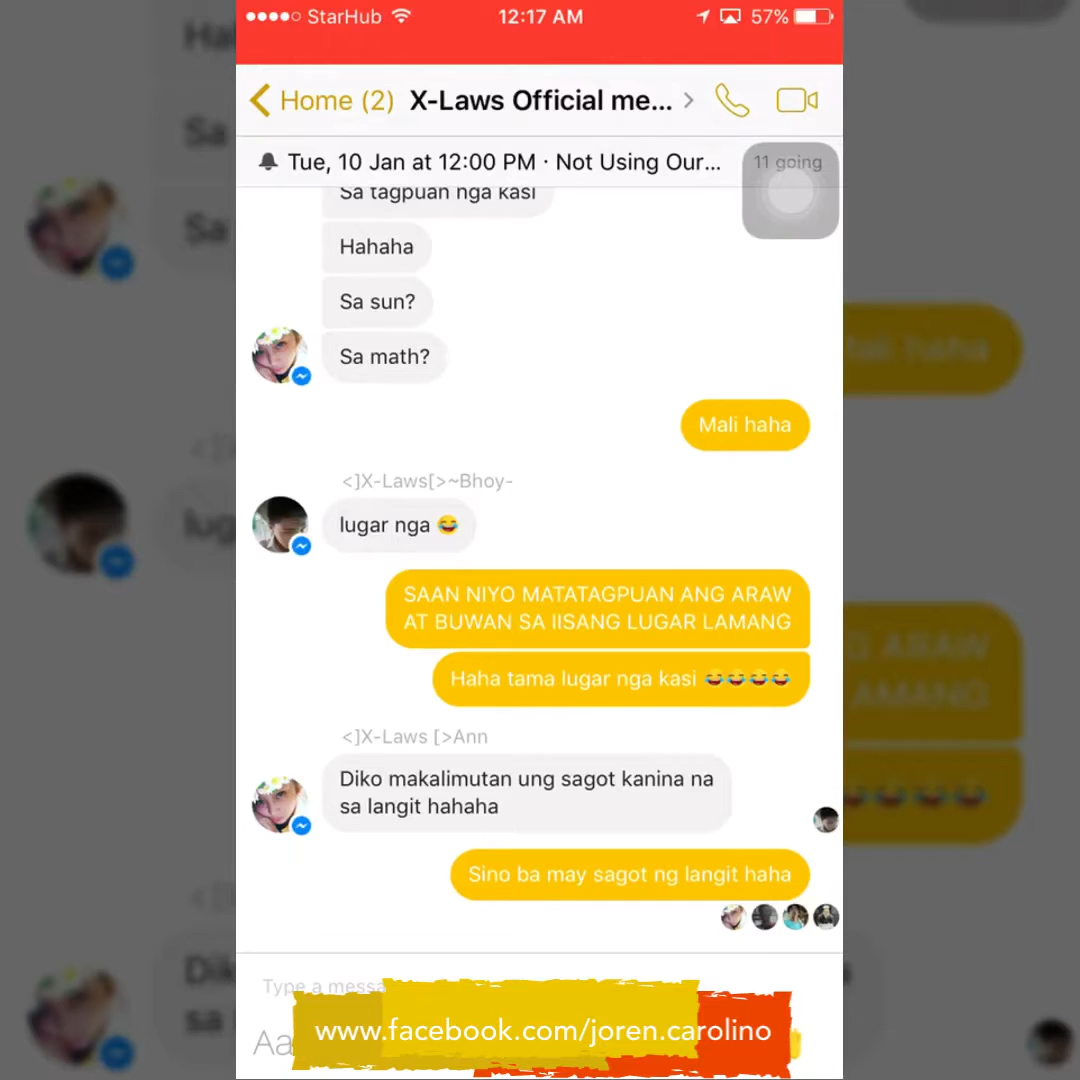 StarHub 12:17 AM 57%
Home (2) X-Laws Official me...
Tue, 10 Jan at 12:00 PM · Not Using Our... 11 going
Sa tagpuan nga kasi
Hahaha
Sa sun?
Sa math?
Mali haha
<]X-Laws[>~Bhoy-
lugar nga 😂
SAAN NIYO MATATAGPUAN ANG ARAW
AT BUWAN SA IISANG LUGAR LAMANG
Haha tama lugar nga kasi 😂😂😂😂
<]X-Laws [>Ann
Diko makalimutan ung sagot kanina na
sa langit hahaha
Sino ba may sagot ng langit haha
Type a messa
Aa
www.facebook.com/joren.carolino